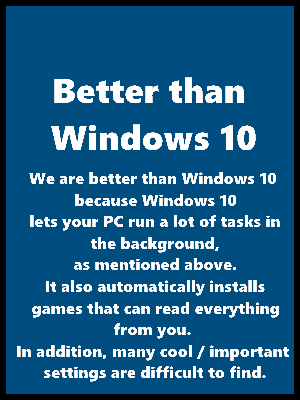 Better than
Windows 10
We are better than Windows 10
because Windows 10
lets your PC run a lot of tasks in
the background,
as mentioned above.
It also automatically installs
games that can read everything
from you.
In addition, many cool / important
settings are difficult to find.